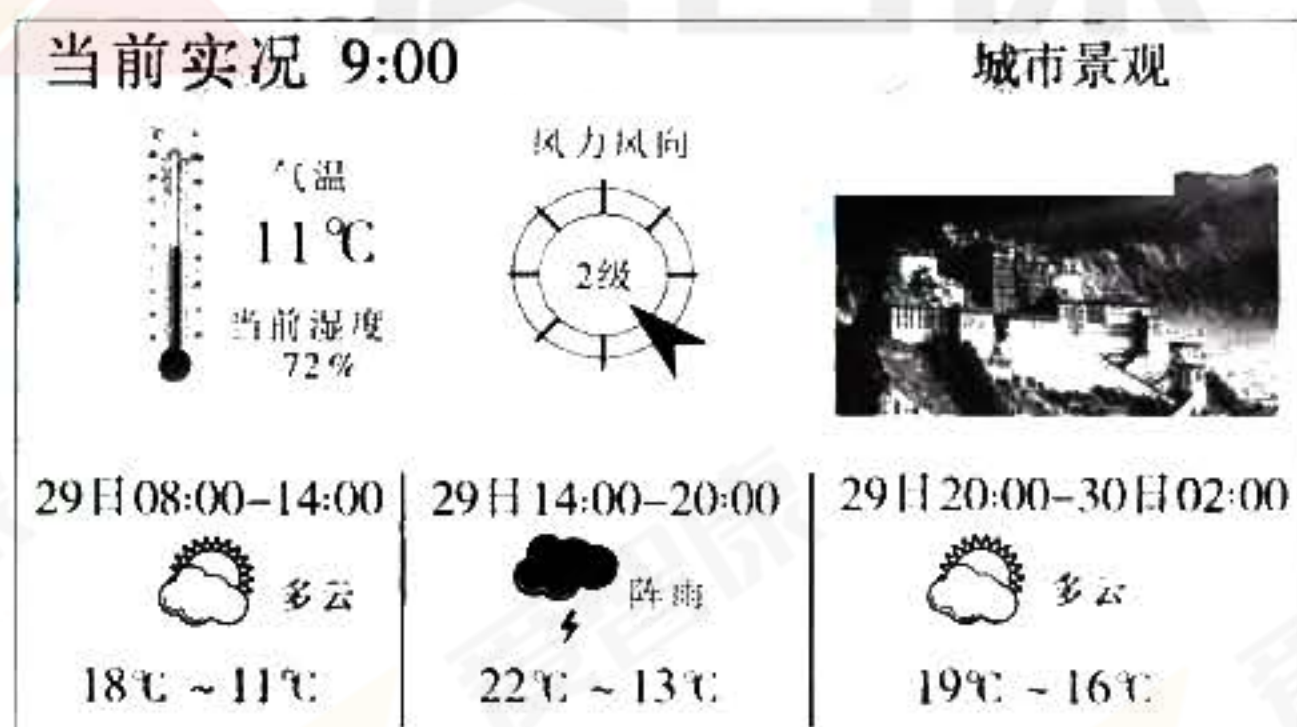 当前实况 9:00
城市景观
风力风向
气温
11℃
2级
当前湿度
72%
29日08:00-14:00
多云
18℃ ~ 11℃
29日14:00-20:00
阵雨
22℃ ~ 13℃
29日20:00-30日02:00
多云
19℃ ~ 16℃